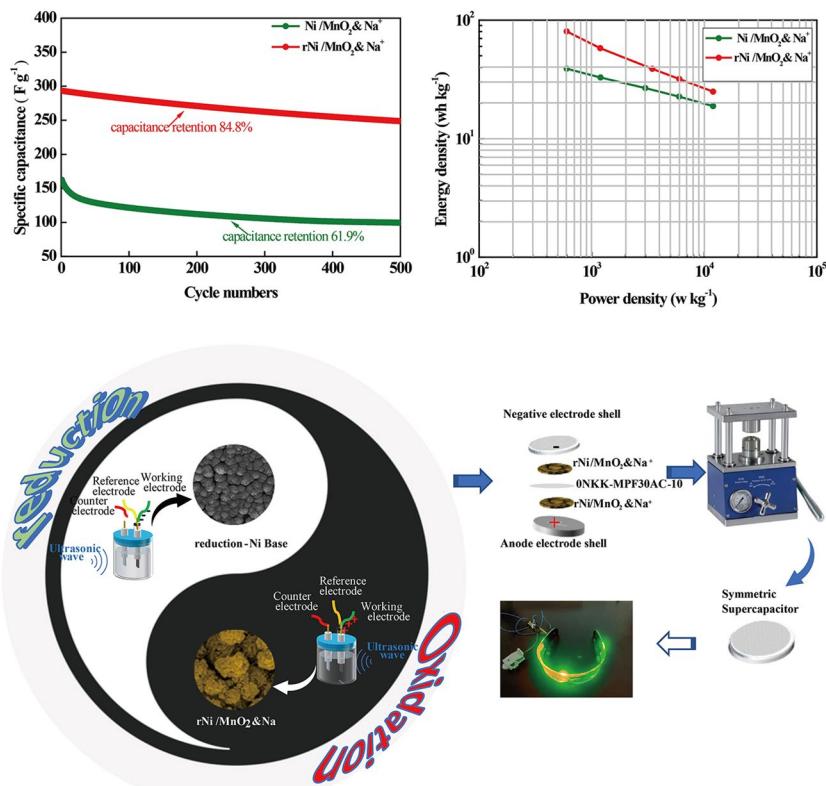 400
350
300
250
200
150
100
50
Specific capacitance ( F g⁻¹)
Ni /MnO₂& Na⁺
rNi /MnO₂& Na⁺
capacitance retention 84.8%
capacitance retention 61.9%
0 100 200 300 400 500
Cycle numbers
10²
10¹
10⁰
Energy density (wh kg⁻¹)
Ni /MnO₂& Na⁺
rNi /MnO₂& Na⁺
10² 10³ 10⁴ 10⁵
Power density (w kg⁻¹)
reduction
Reference
electrode
Working
electrode
Counter
electrode
Ultrasonic
wave
reduction-Ni Base
Reference
electrode
Counter
electrode
Working
electrode
Ultrasonic
wave
rNi /MnO₂ &Na
Oxidation
Negative electrode shell
rNi/MnO₂&Na⁺
0NKK-MPF30AC-10
rNi/MnO₂ &Na⁺
Anode electrode shell
Symmetric
Supercapacitor